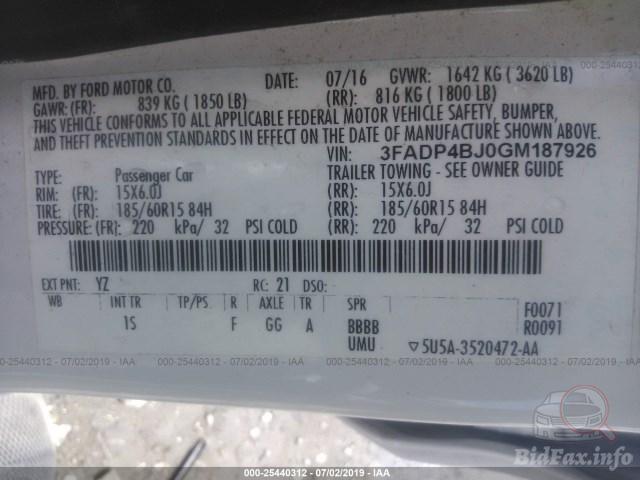 MFD. BY FORD MOTOR CO. DATE: 07/16 GVWR: 1642 KG ( 3620 LB)
GAWR: (FR): 839 KG ( 1850 LB) (RR): 816 KG ( 1800 LB)
THIS VEHICLE CONFORMS TO ALL APPLICABLE FEDERAL MOTOR VEHICLE SAFETY, BUMPER,
AND THEFT PREVENTION STANDARDS IN EFFECT ON THE DATE OF MANUFACTURE SHOWN ABOVE.
VIN: 3FADP4BJ0GM187926
TYPE: Passenger Car TRAILER TOWING - SEE OWNER GUIDE
RIM: (FR): 15X6.0J (RR): 15X6.0J
TIRE: (FR): 185/60R15 84H (RR): 185/60R15 84H
PRESSURE: (FR): 220 kPa/ 32 PSI COLD (RR): 220 kPa/ 32 PSI COLD
EXT PNT: YZ RC: 21 DSO:
WB INT TR TP/PS R AXLE TR SPR F0071
1S F GG A BBBB R0091
UMU ▽5U5A-3520472-AA
000-25440312 - 07/02/2019 - IAA
000-25440312 - 07/02/2019 - IAA
BidFax.info